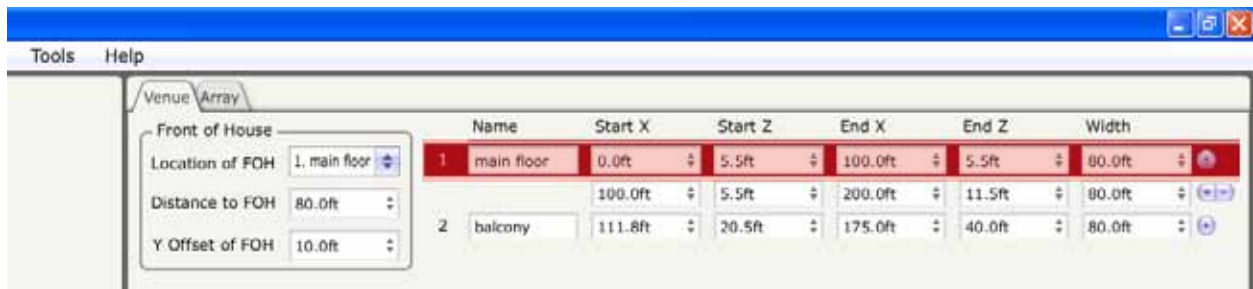 Tools Help
Venue Array
Front of House
Location of FOH 1. main floor
Distance to FOH 80.0ft
Y Offset of FOH 10.0ft
Name Start X Start Z End X End Z Width
1 main floor 0.0ft 5.5ft 100.0ft 5.5ft 80.0ft
100.0ft 5.5ft 200.0ft 11.5ft 80.0ft
2 balcony 111.8ft 20.5ft 175.0ft 40.0ft 80.0ft